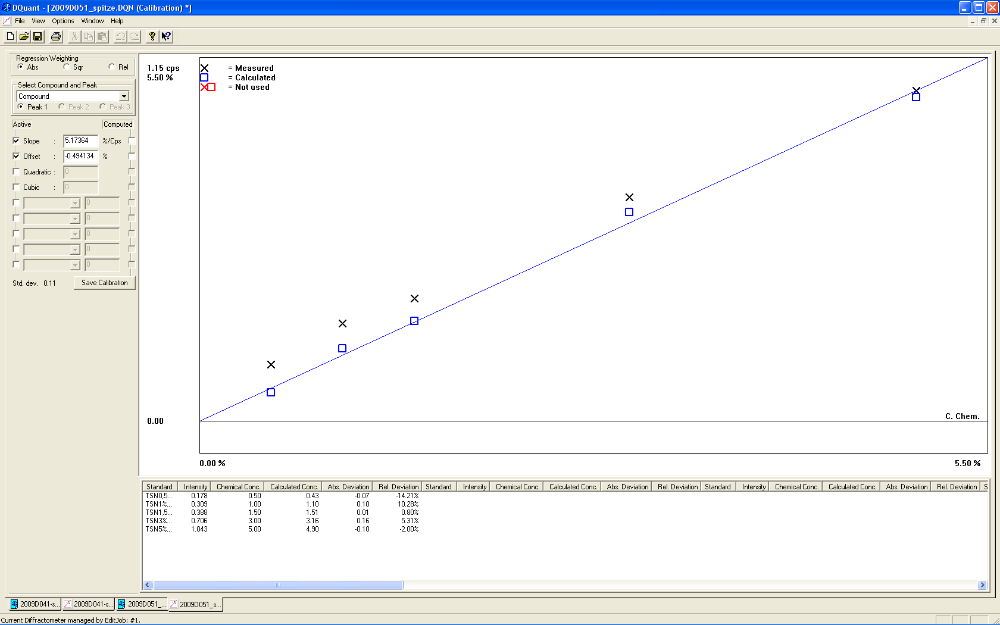 DQuant - [2009D051_spitze.DQN (Calibration) *]
File View Options Window Help
Regression Weighting
Abs Sqr Rel
Select Compound and Peak
Compound
Peak 1 Peak 2 Peak 3
Active Computed
Slope : 5.17364 %/Cps
Offset : -0.494134 %
Quadratic : 0
Cubic : 0
0
0
0
0
0
Std. dev. 0.11 Save Calibration
1.15 cps = Measured
5.50 % = Calculated
= Not used
0.00 C. Chem.
0.00 % 5.50 %
Standard Intensity Chemical Conc. Calculated Conc. Abs. Deviation Rel. Deviation Standard Intensity Chemical Conc. Calculated Conc. Abs. Deviation Rel. Deviation Standard Intensity Chemical Conc. Calculated Conc. Abs. Deviation Rel. Deviation S
TSN0,5... 0.178 0.50 0.43 -0.07 -14.21%
TSN1%... 0.309 1.00 1.10 0.10 10.28%
TSN1,5... 0.388 1.50 1.51 0.01 0.80%
TSN3%... 0.706 3.00 3.16 0.16 5.31%
TSN5%... 1.043 5.00 4.90 -0.10 -2.00%
2009D041-s... 2009D041-s... 2009D051_... 2009D051_s...
Current Diffractometer managed by EditJob: #1.